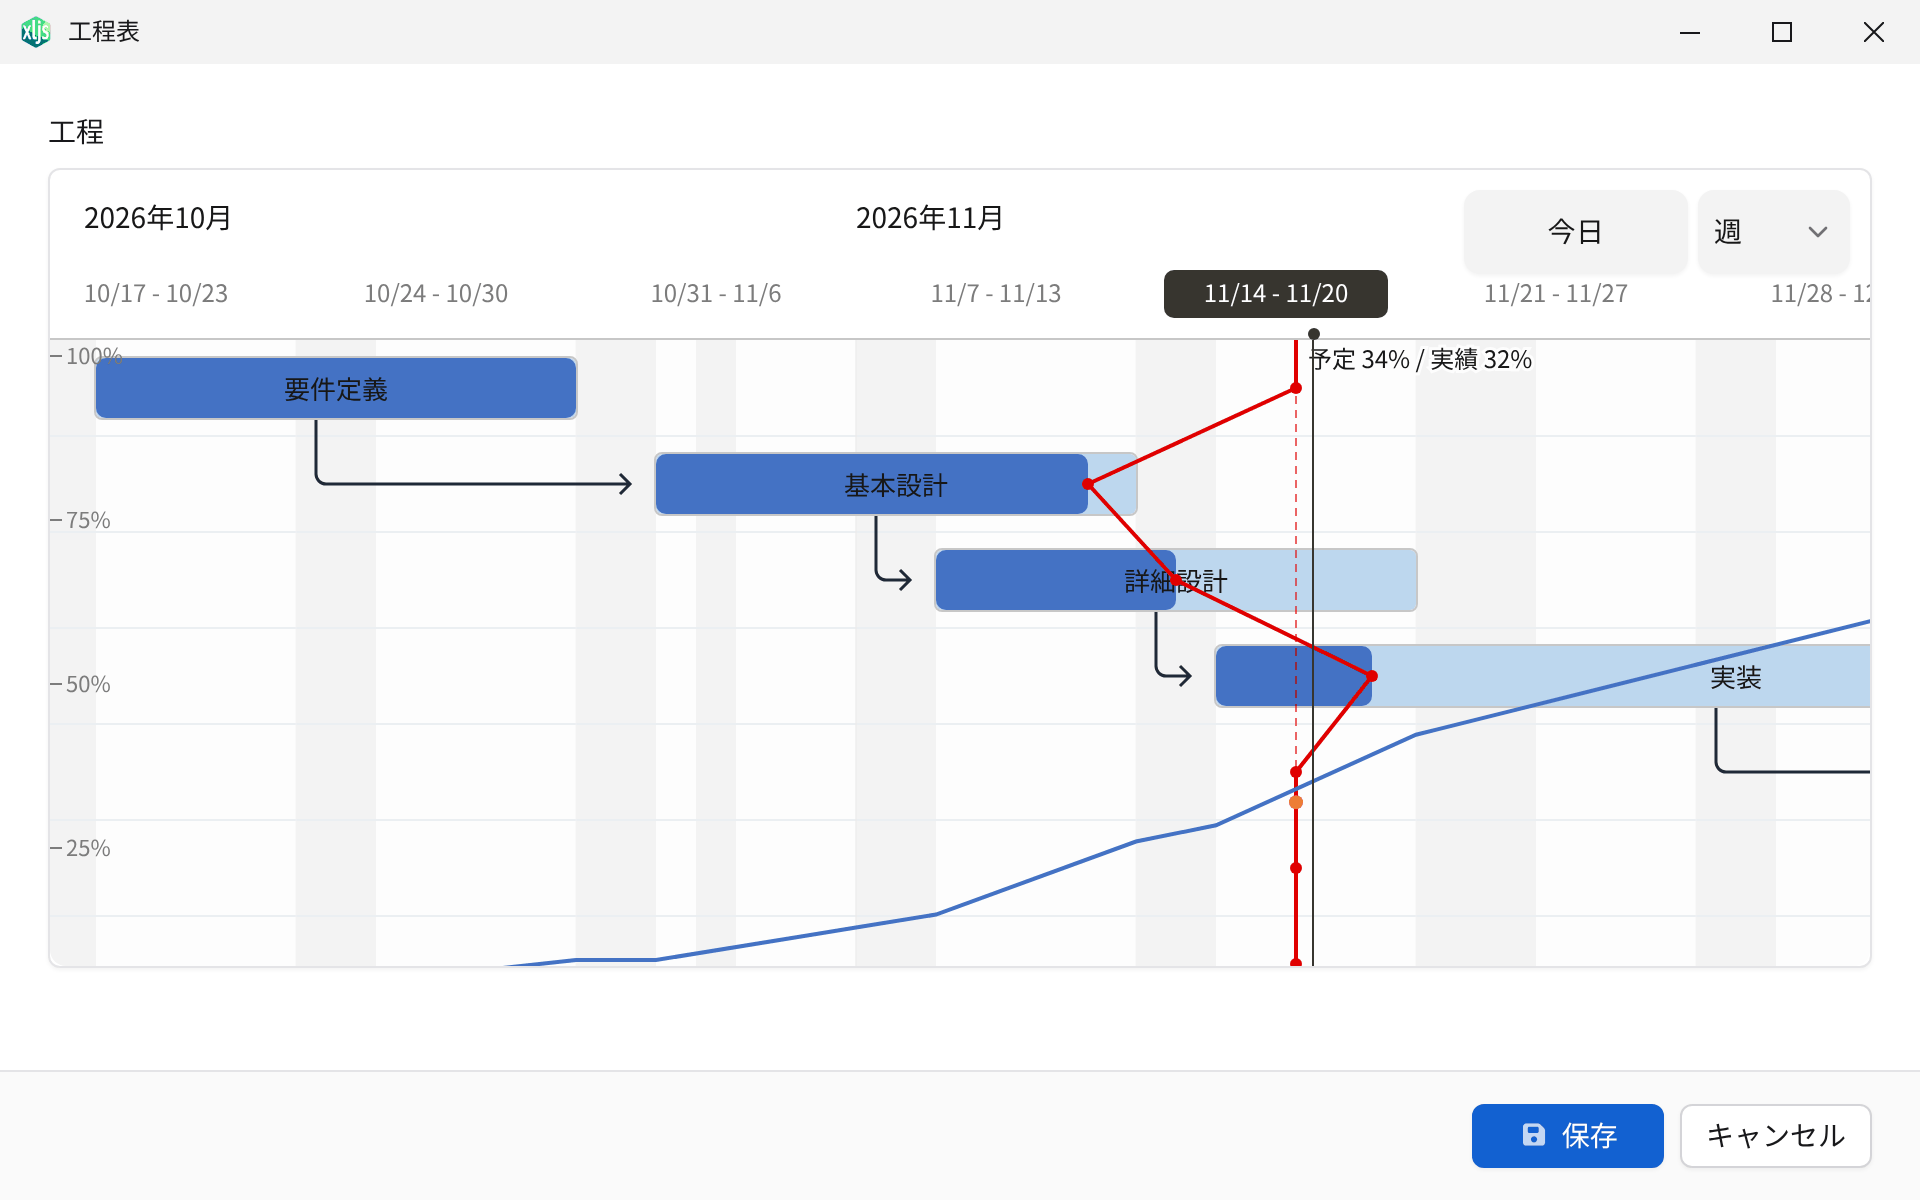 xljs 工程表
工程
2026年10月 2026年11月 今日 週
10/17 - 10/23 10/24 - 10/30 10/31 - 11/6 11/7 - 11/13 11/14 - 11/20 11/21 - 11/27 11/28 - 12
100% 予定 34% / 実績 32%
要件定義
基本設計
75%
詳細設計
50% 実装
25%
保存 キャンセル